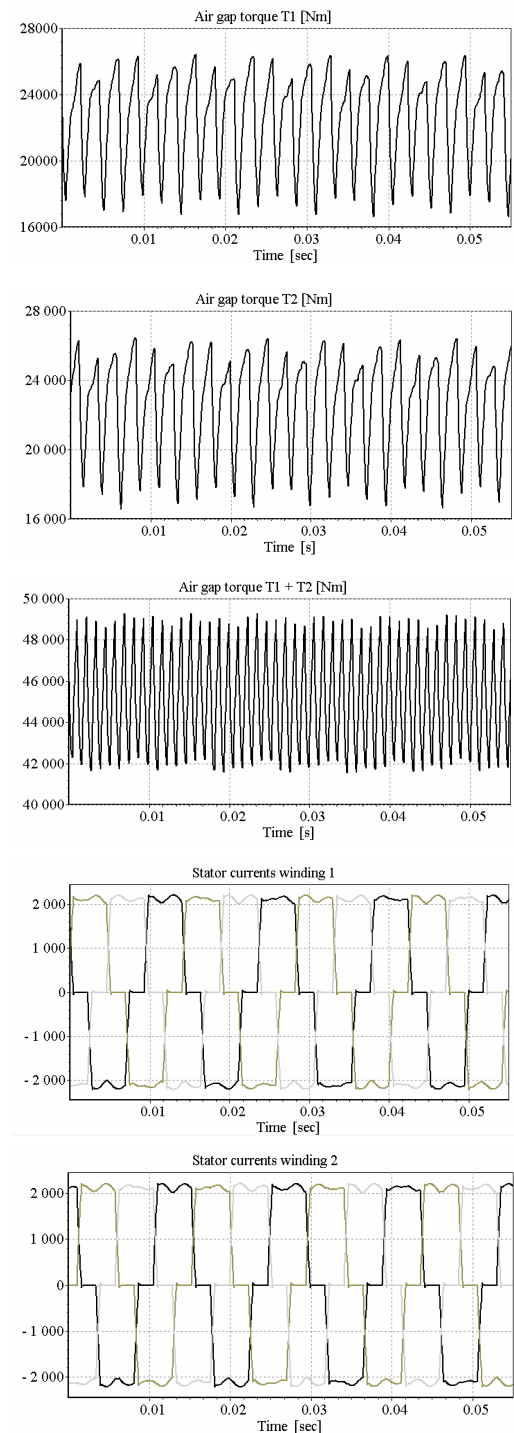 Air gap torque T1 [Nm]
28000
24000
20000
16000
0.01 0.02 0.03 0.04 0.05
Time [sec]
Air gap torque T2 [Nm]
28 000
24 000
20 000
16 000
0.01 0.02 0.03 0.04 0.05
Time [s]
Air gap torque T1 + T2 [Nm]
50 000
48 000
46 000
44 000
42 000
40 000
0.01 0.02 0.03 0.04 0.05
Time [s]
Stator currents winding 1
2 000
1 000
0
- 1 000
- 2 000
0.01 0.02 0.03 0.04 0.05
Time [sec]
Stator currents winding 2
2 000
1 000
0
- 1 000
- 2 000
0.01 0.02 0.03 0.04 0.05
Time [sec]